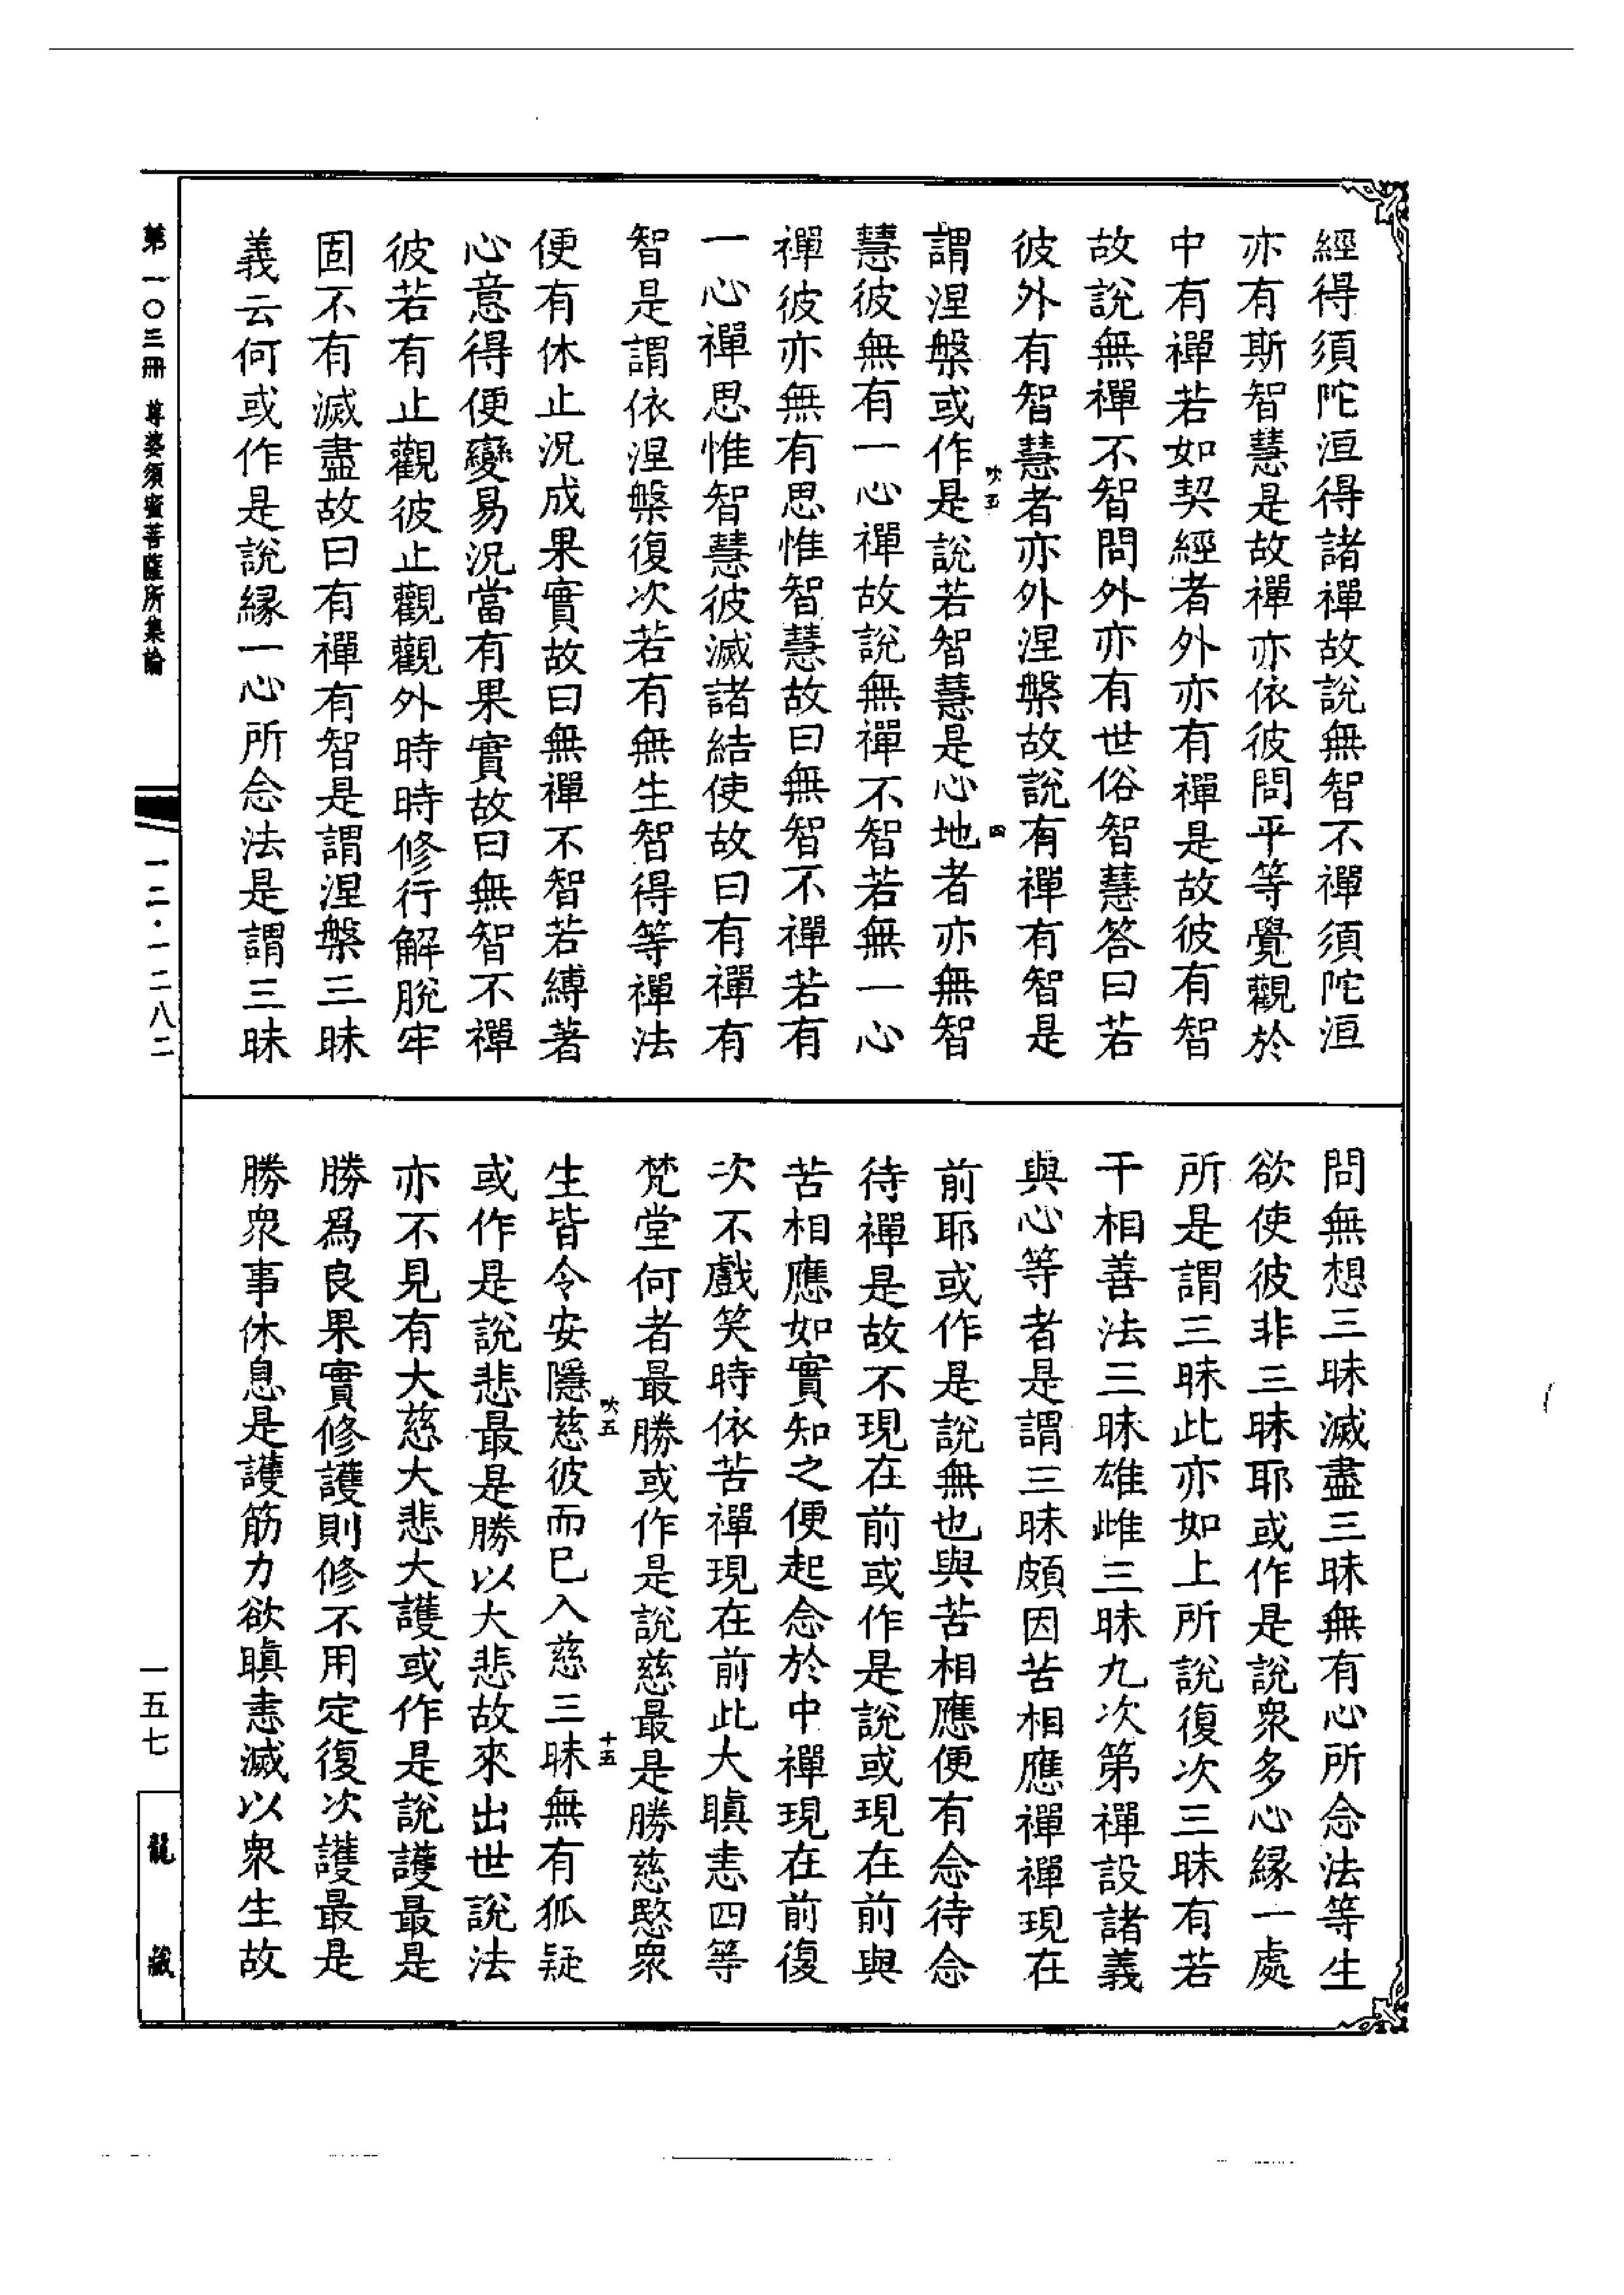 經得須陀洹得諸禪故說無智不禪須陀洹
亦有斯智慧是故禪亦依彼問平等覺觀於
中有禪若如契經者外亦有禪是故彼有智
故說無禪不智問外亦有世俗智慧答曰若
彼外有智慧者亦外涅槃故說有禪有智是
吹五
四
謂涅槃或作是說若智慧是心地者亦無智
慧彼無有一心禪故說無禪不智若無一心
禪彼亦無有思惟智慧故曰無智不禪若有
一心禪思惟智慧彼滅諸結使故曰有禪有
智是謂依涅槃復次若有無生智得等禪法
便有休止況成果實故曰無禪不智若縛著
心意得便變易況當有果實故曰無智不禪
彼若有止觀彼止觀觀外時時修行解脫牢
固不有滅盡故曰有禪有智是謂涅槃三昧
義云何或作是說緣一心所念法是謂三昧
問無想三昧滅盡三昧無有心所念法等生
欲使彼非三昧耶或作是說衆多心緣一處
所是謂三昧此亦如上所說復次三昧有若
干相善法三昧雄雌三昧九次第禪設諸義
與心等者是謂三昧頗因苦相應禪禪現在
前耶或作是說無也與苦相應便有念待念
待禪是故不現在前或作是說或現在前與
苦相應如實知之便起念於中禪現在前復
次不戲笑時依苦禪現在前此大瞋恚四等
梵堂何者最勝或作是說慈最是勝慈愍衆
吹五
十五
生皆令安隱慈彼而已入慈三昧無有狐疑
或作是說悲最是勝以大悲故來出世說法
亦不見有大慈大悲大護或作是說護最是
勝爲良果實修護則修不用定復次護最是
勝衆事休息是護筋力欲瞋恚滅以衆生故
第一〇三冊 尊婆須蜜菩薩所集論
一二·一二八二
一五七
龍藏